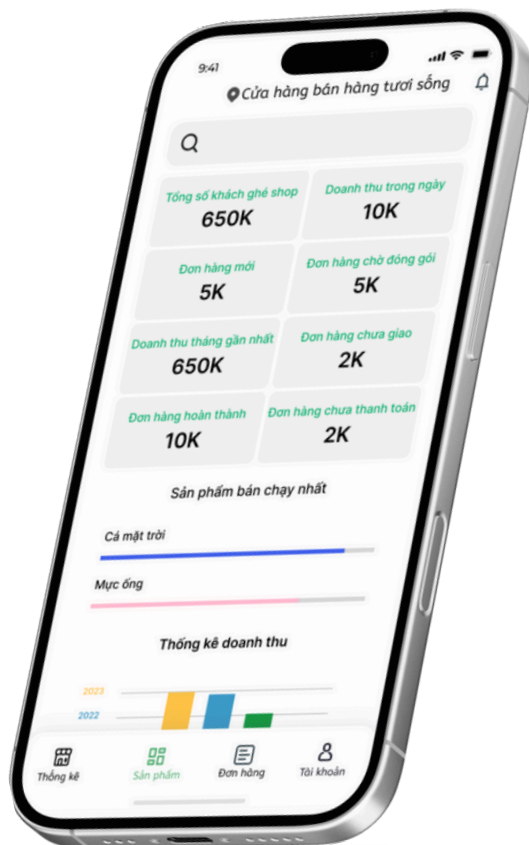 9:41
Cửa hàng bán hàng tươi sống
Tổng số khách ghé shop
650K
Doanh thu trong ngày
10K
Đơn hàng mới
5K
Đơn hàng chờ đóng gói
5K
Doanh thu tháng gần nhất
650K
Đơn hàng chưa giao
2K
Đơn hàng hoàn thành
10K
Đơn hàng chưa thanh toán
2K
Sản phẩm bán chạy nhất
Cá mặt trời
Mực ống
Thống kê doanh thu
2023
2022
Thống kê
Sản phẩm
Đơn hàng
Tài khoản